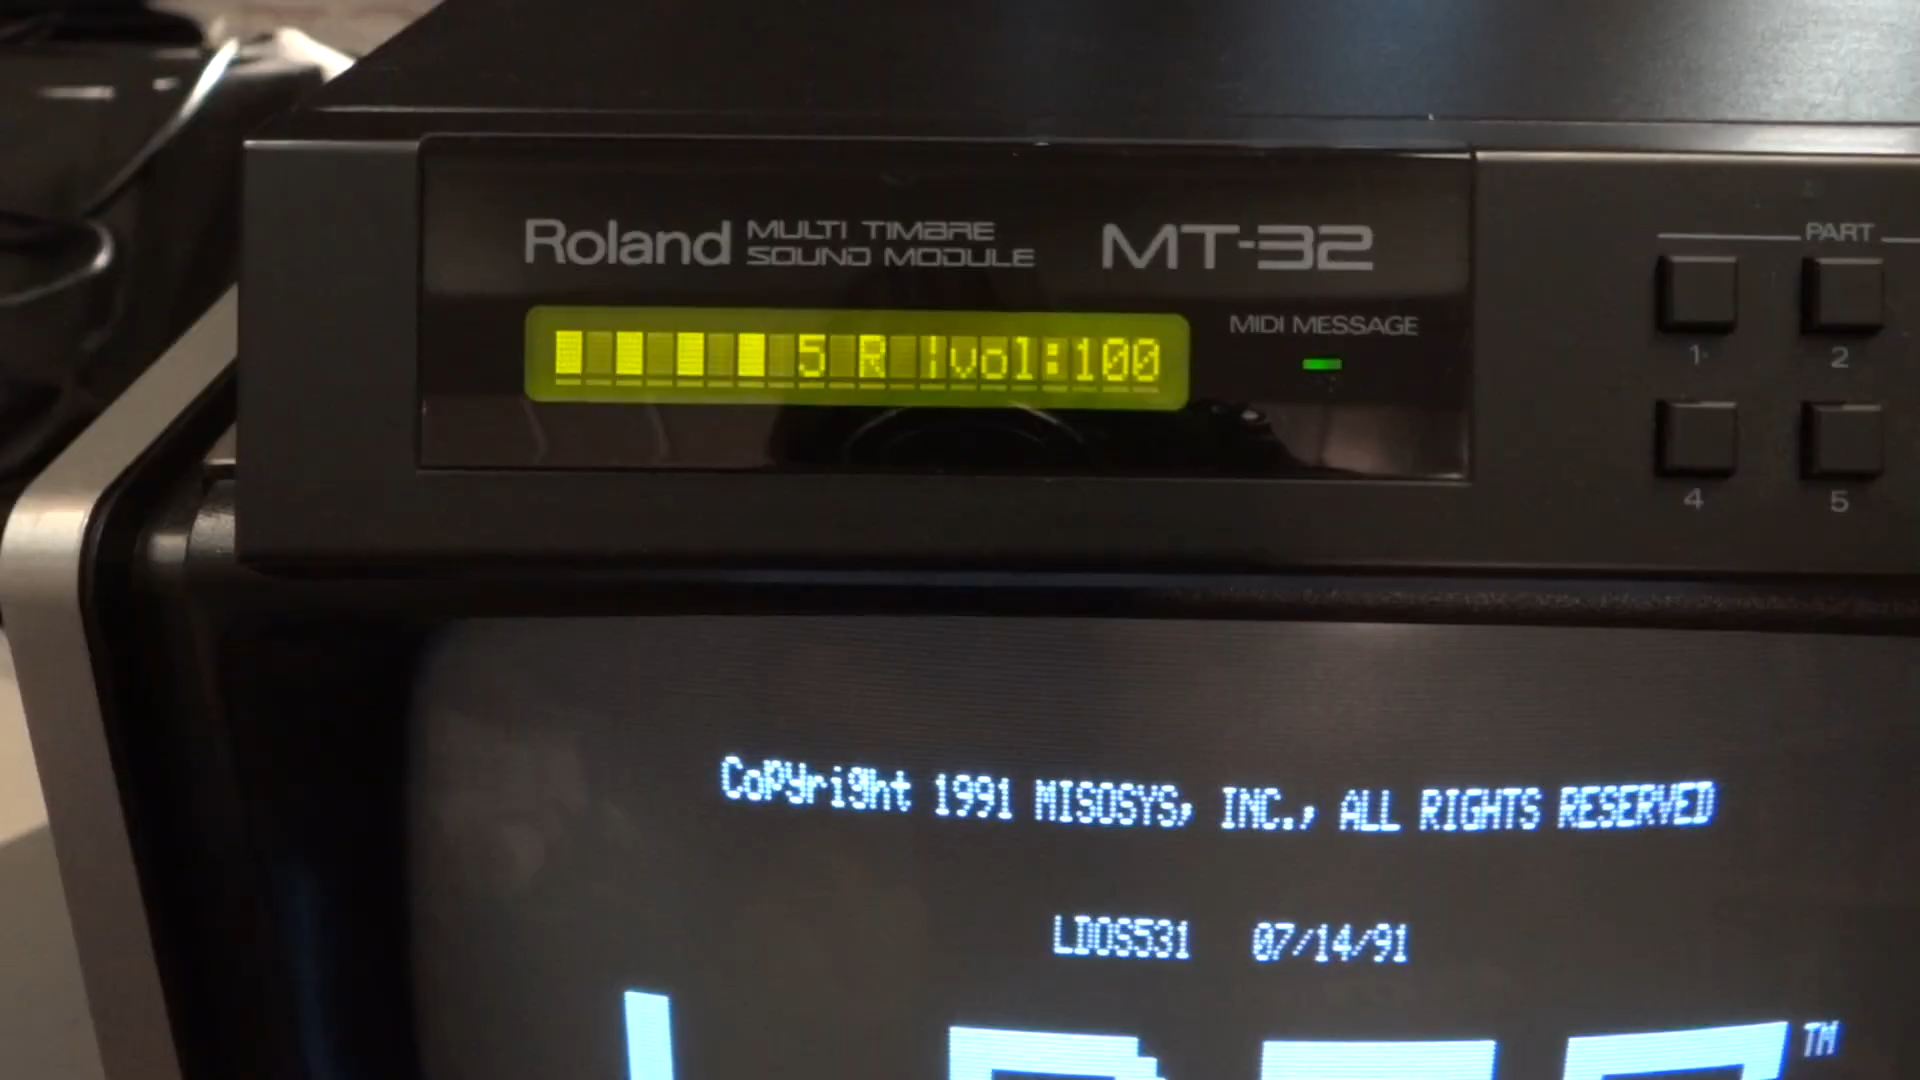 Roland MULTI TIMBRE SOUND MODULE MT-32
5 R |vol:100
MIDI MESSAGE
PART
1 2
4 5
Copyright 1991 MISOSYS, INC., ALL RIGHTS RESERVED
LDOS531 07/14/91
TM